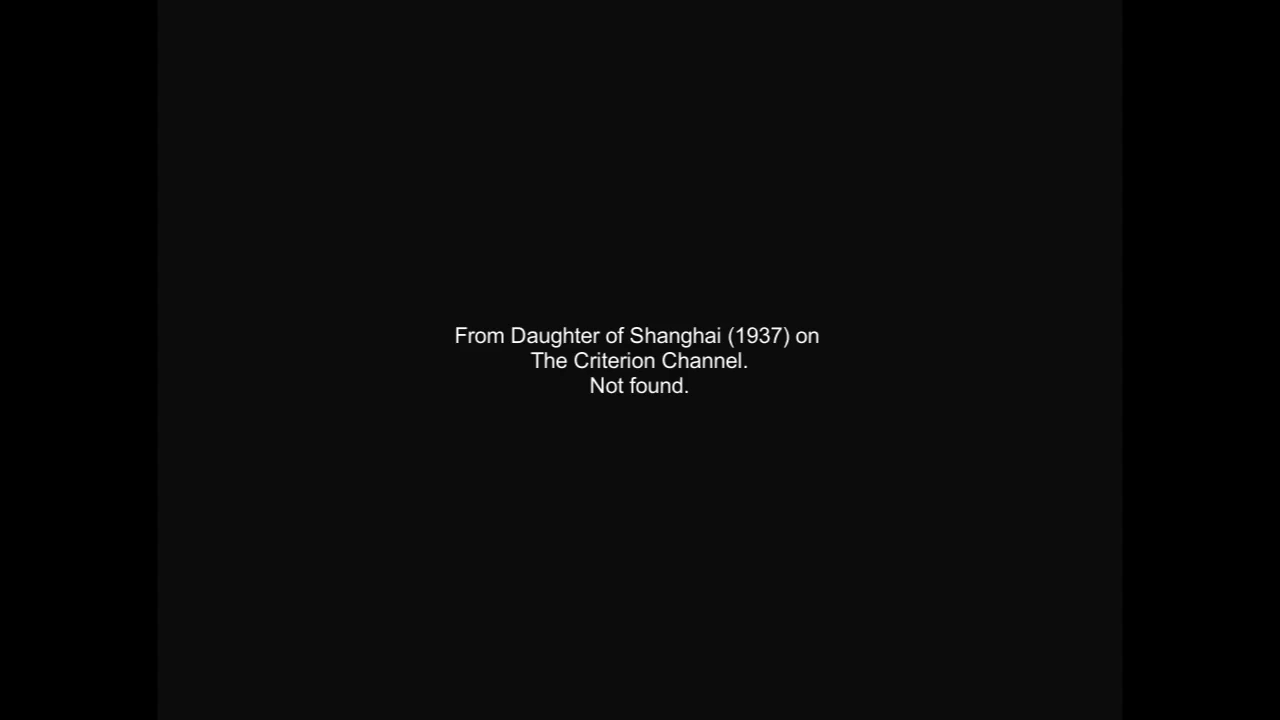 From Daughter of Shanghai (1937) on
The Criterion Channel.
Not found.